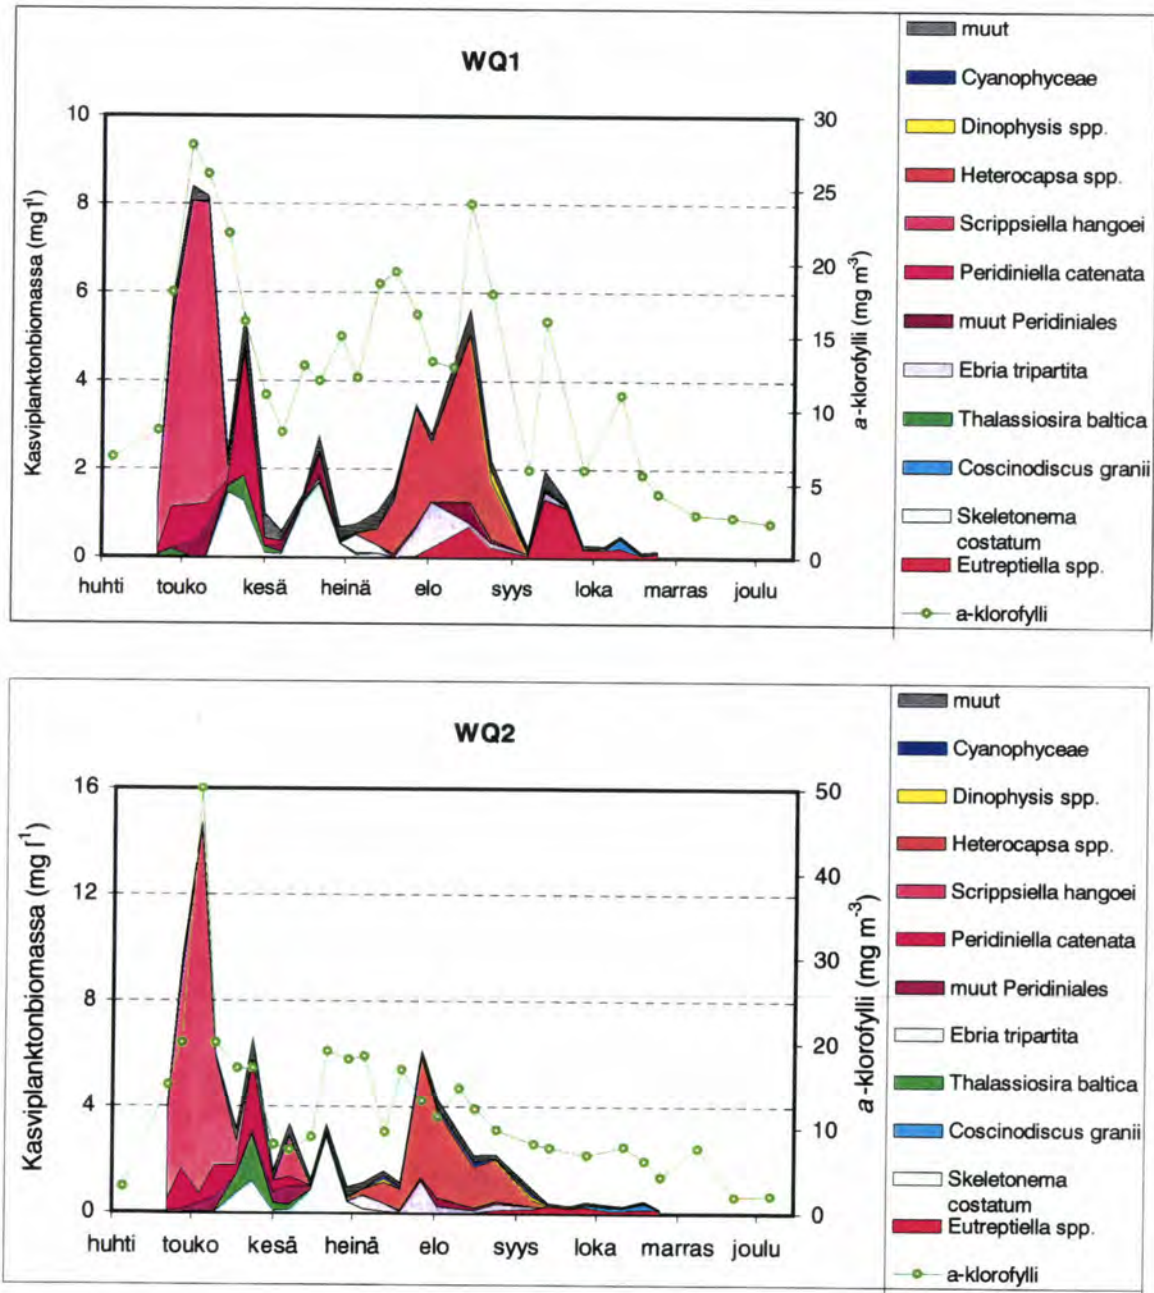 WQ1
Kasviplanktonbiomassa (mg l¹)
10
8
6
4
2
0
30
25
20
15
10
5
0
a-klorofylli (mg m⁻³)
huhti touko kesä heinä elo syys loka marras joulu
muut
Cyanophyceae
Dinophysis spp.
Heterocapsa spp.
Scrippsiella hangoei
Peridiniella catenata
muut Peridiniales
Ebria tripartita
Thalassiosira baltica
Coscinodiscus granii
Skeletonema
costatum
Eutreptiella spp.
a-klorofylli
WQ2
Kasviplanktonbiomassa (mg l¹)
16
12
8
4
0
50
40
30
20
10
0
a-klorofylli (mg m⁻³)
huhti touko kesä heinä elo syys loka marras joulu
muut
Cyanophyceae
Dinophysis spp.
Heterocapsa spp.
Scrippsiella hangoei
Peridiniella catenata
muut Peridiniales
Ebria tripartita
Thalassiosira baltica
Coscinodiscus granii
Skeletonema
costatum
Eutreptiella spp.
a-klorofylli